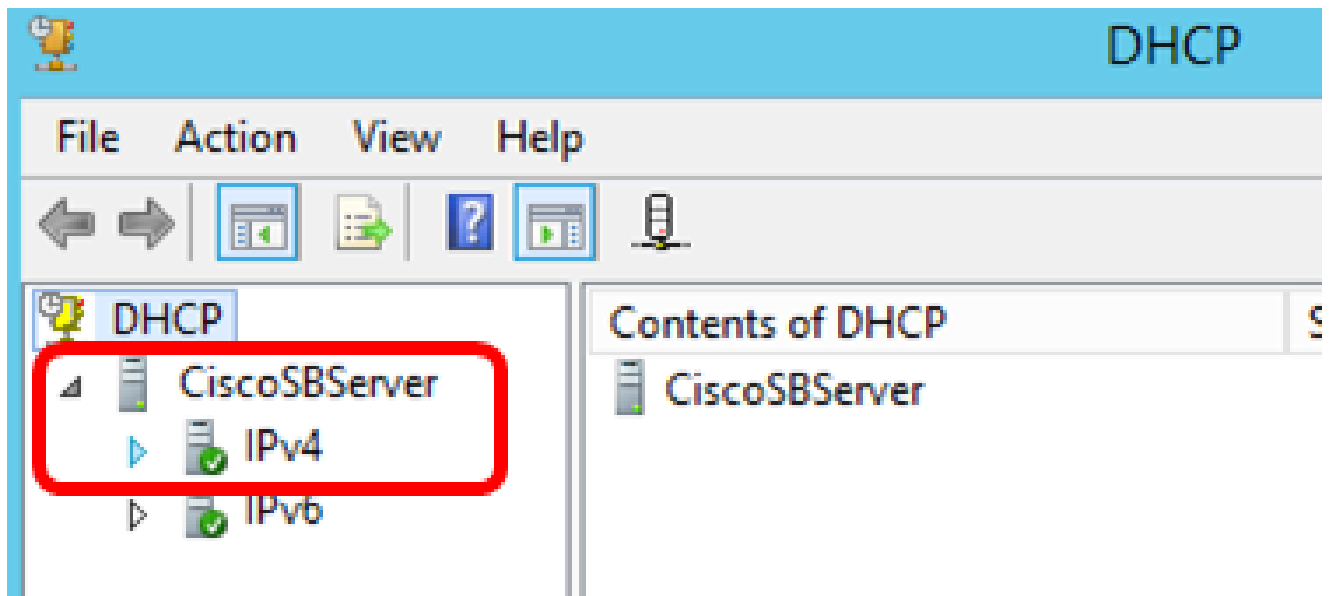 DHCP
File Action View Help
DHCP
CiscoSBServer
IPv4
IPv6
Contents of DHCP
CiscoSBServer